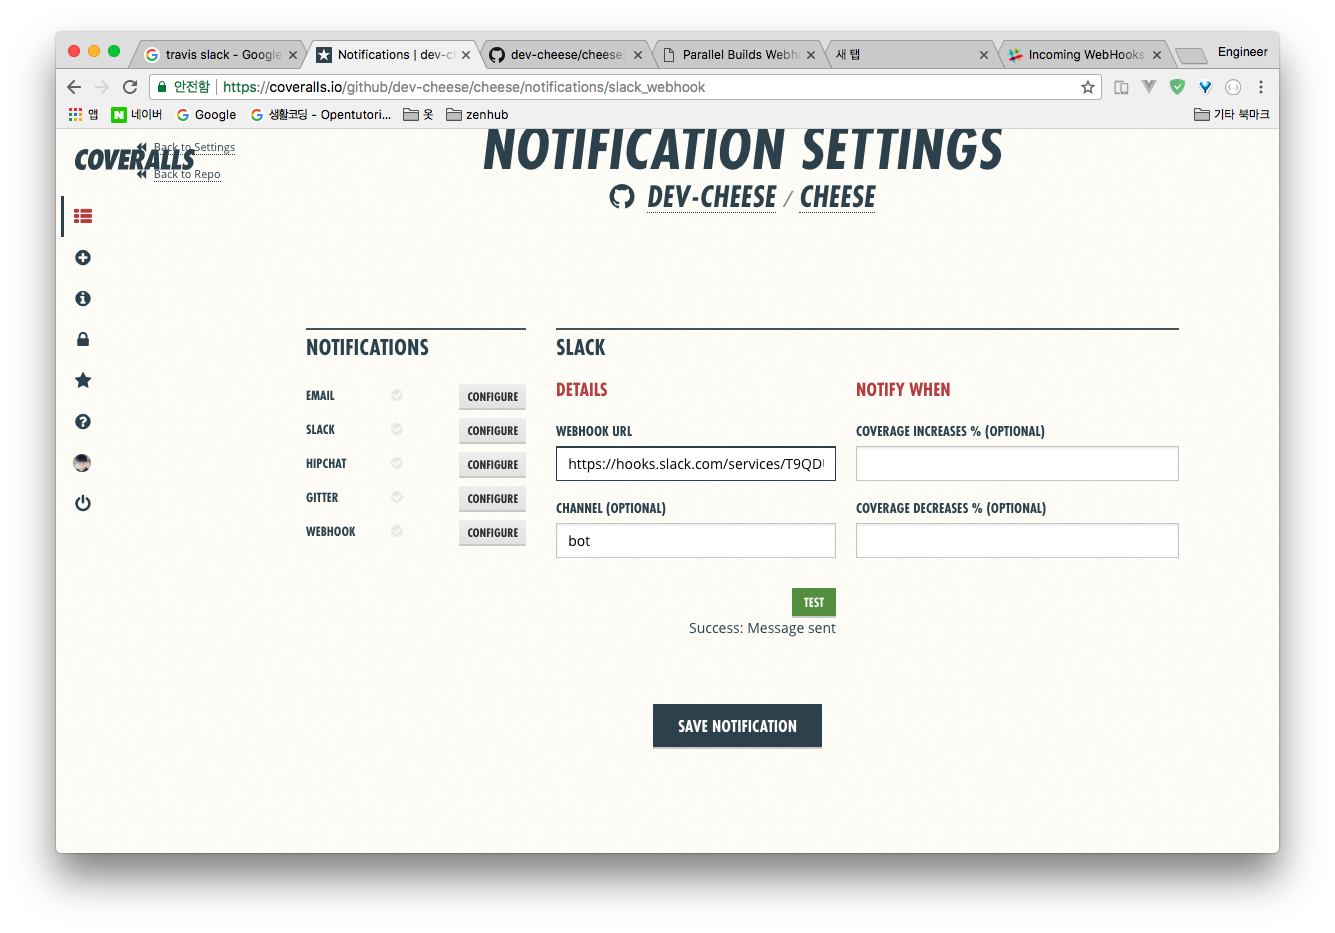 travis slack - Google
Notifications | dev-ch
dev-cheese/cheese:
Parallel Builds Webho
새 탭
Incoming WebHooks
Engineer
안전함
https://coveralls.io/github/dev-cheese/cheese/notifications/slack_webhook
앱
네이버
Google
생활코딩 - Opentutori...
옷
zenhub
기타 북마크
COVERALLS
Back to Settings
Back to Repo
NOTIFICATION SETTINGS
DEV-CHEESE / CHEESE
NOTIFICATIONS
EMAIL CONFIGURE
SLACK CONFIGURE
HIPCHAT CONFIGURE
GITTER CONFIGURE
WEBHOOK CONFIGURE
SLACK
DETAILS
WEBHOOK URL
https://hooks.slack.com/services/T9QD
CHANNEL (OPTIONAL)
bot
TEST
Success: Message sent
NOTIFY WHEN
COVERAGE INCREASES % (OPTIONAL)
COVERAGE DECREASES % (OPTIONAL)
SAVE NOTIFICATION